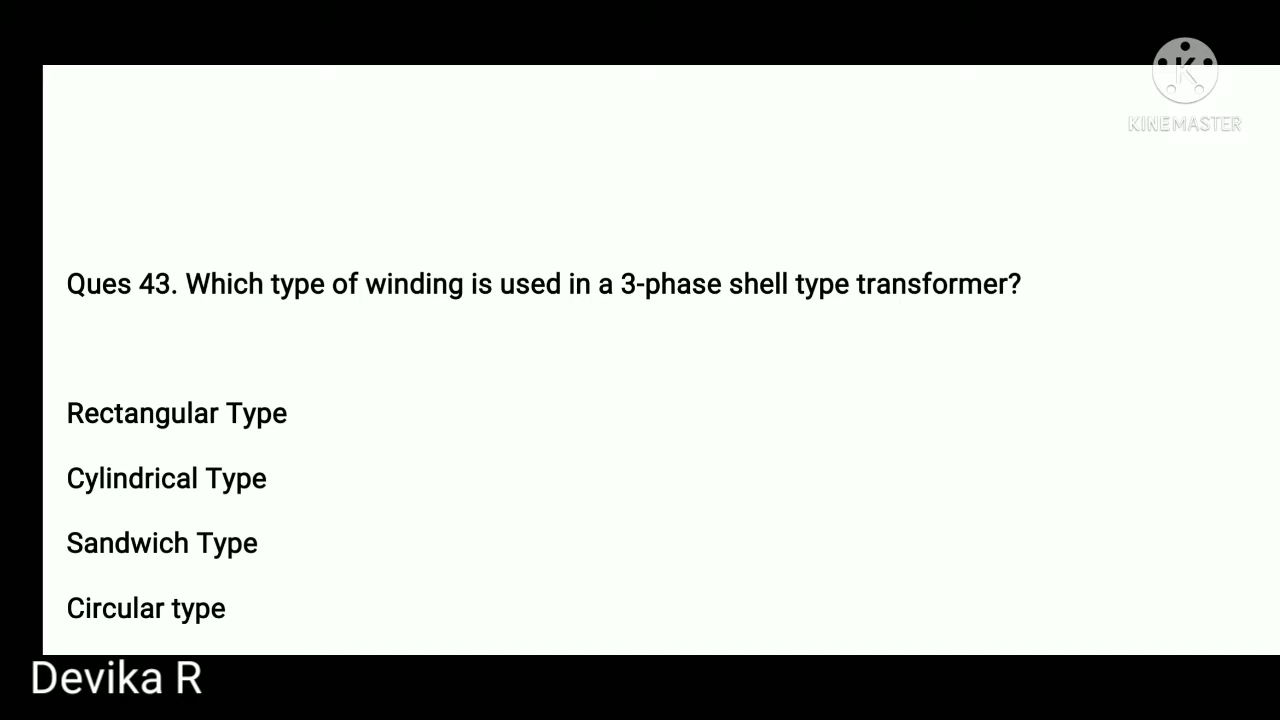 KINEMASTER
Ques 43. Which type of winding is used in a 3-phase shell type transformer?
Rectangular Type
Cylindrical Type
Sandwich Type
Circular type
Devika R